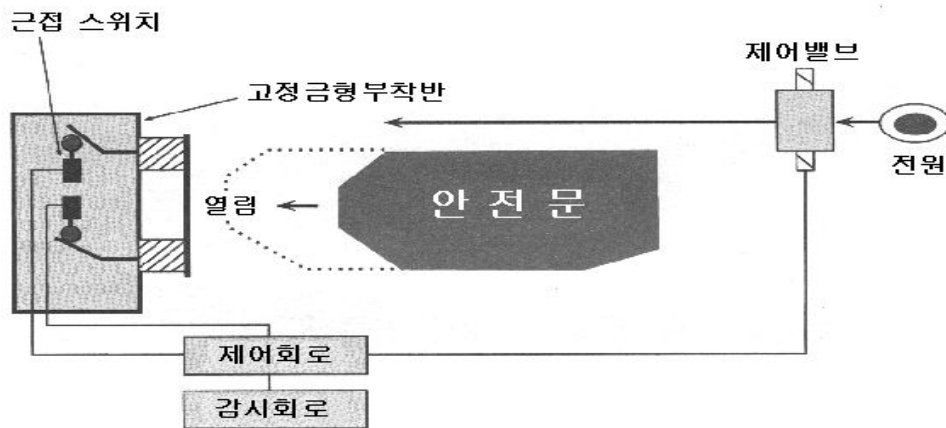 근접 스위치
제어밸브
고정금형부착반
전원
열림
안 전 문
제어회로
감시회로